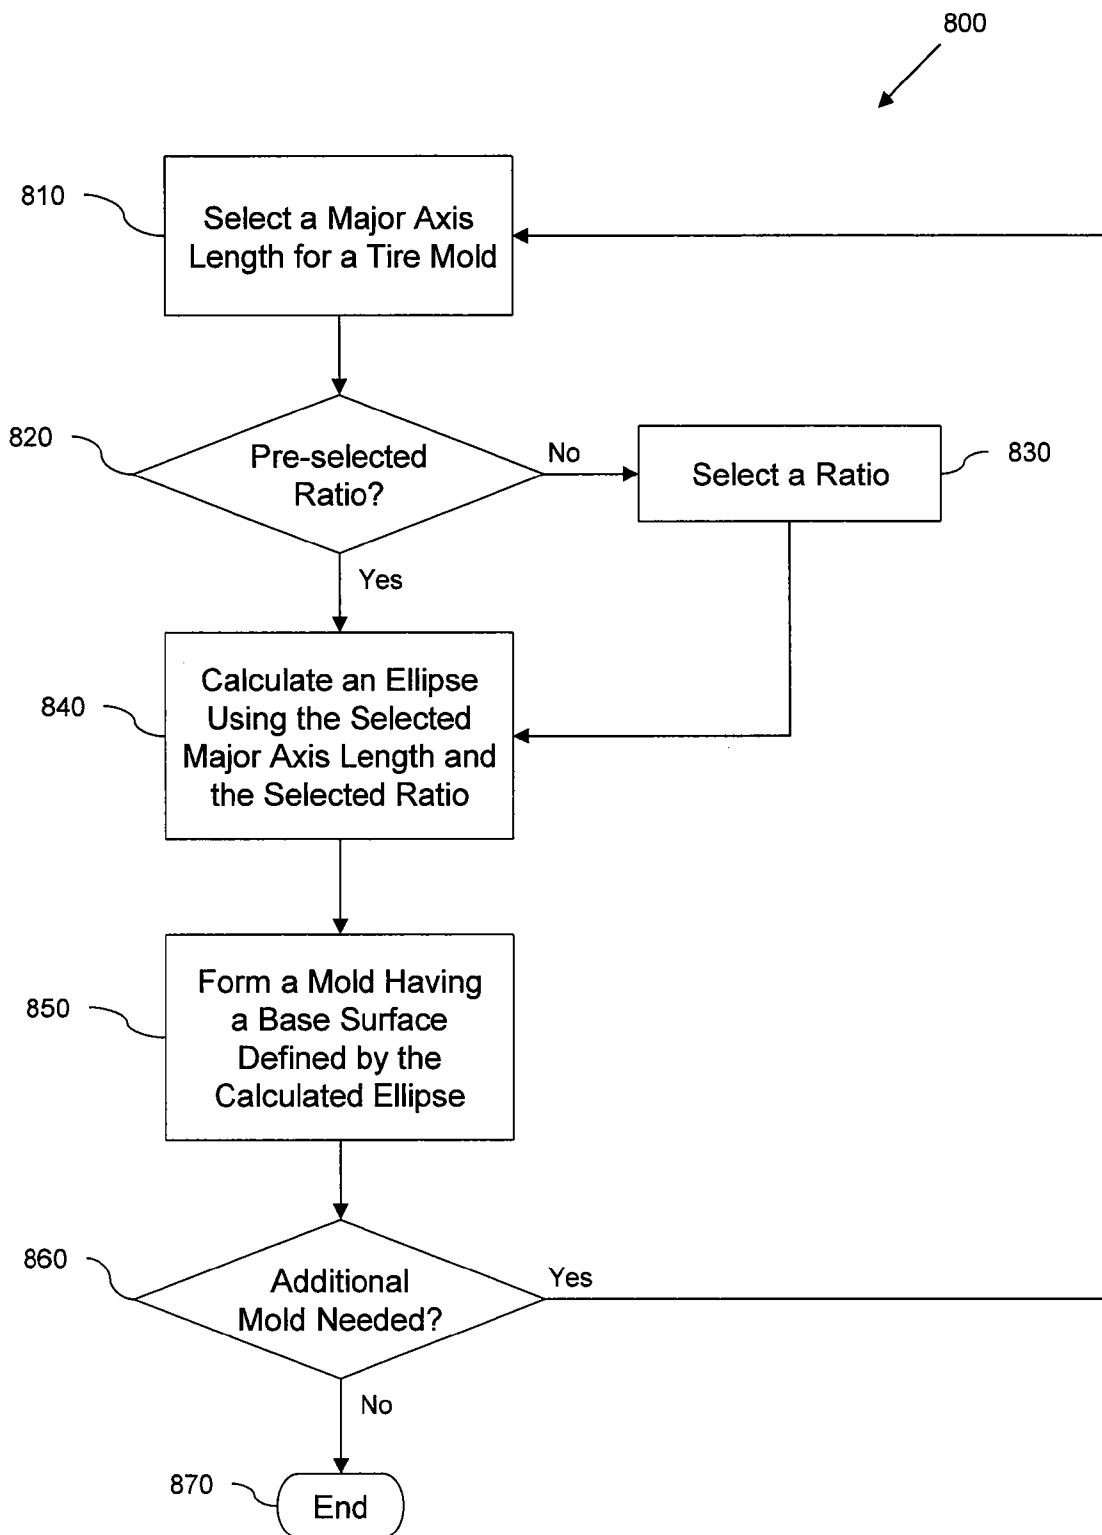 800
810
Select a Major Axis
Length for a Tire Mold
820
Pre-selected
Ratio?
No
Select a Ratio
830
Yes
840
Calculate an Ellipse
Using the Selected
Major Axis Length and
the Selected Ratio
850
Form a Mold Having
a Base Surface
Defined by the
Calculated Ellipse
860
Additional
Mold Needed?
Yes
No
870
End